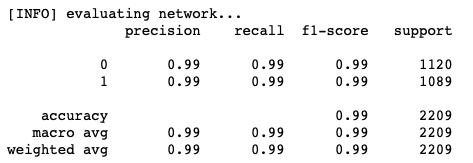 [INFO] evaluating network...
precision recall f1-score support
0 0.99 0.99 0.99 1120
1 0.99 0.99 0.99 1089
accuracy 0.99 2209
macro avg 0.99 0.99 0.99 2209
weighted avg 0.99 0.99 0.99 2209